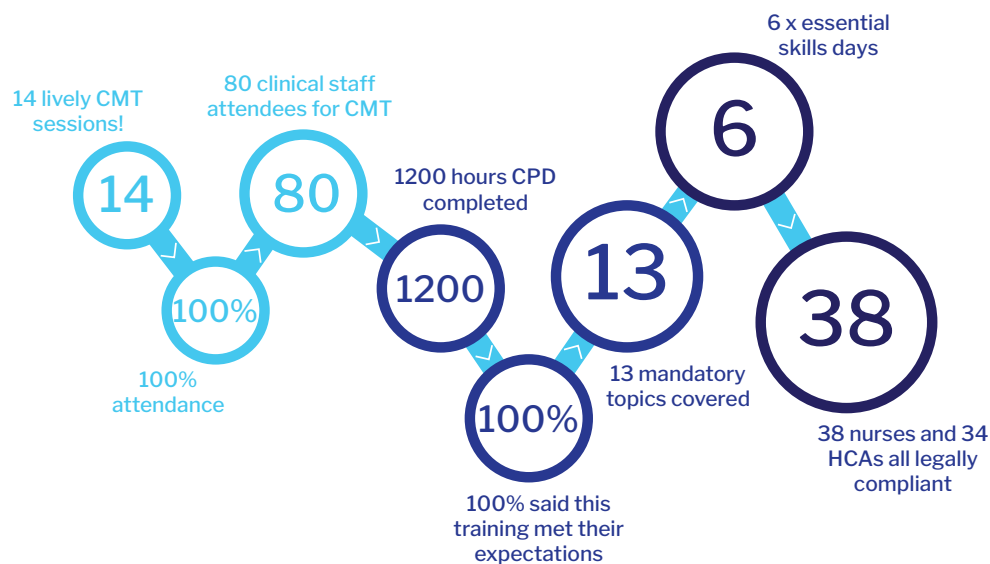 14 lively CMT
sessions!
14
100%
100%
attendance
80 clinical staff
attendees for CMT
80
1200 hours CPD
completed
1200
100%
100% said this
training met their
expectations
13
13 mandatory
topics covered
6 x essential
skills days
6
38
38 nurses and 34
HCAs all legally
compliant